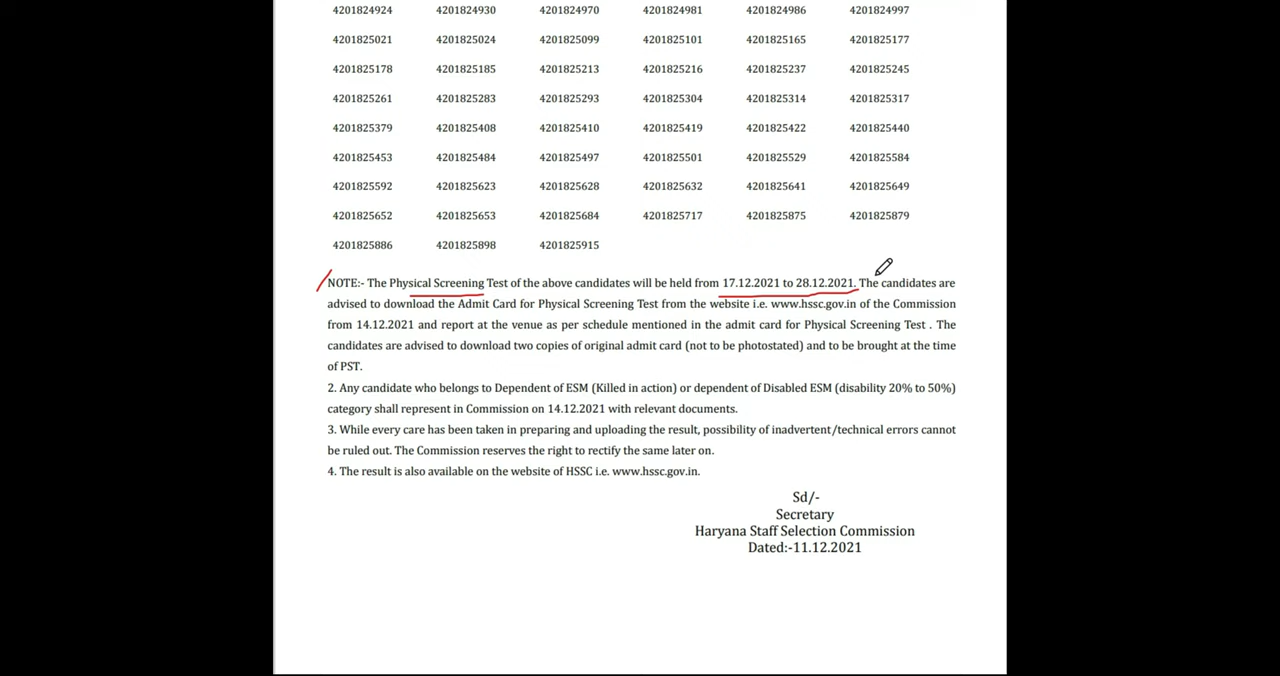 4201824924 4201824930 4201824970 4201824981 4201824986 4201824997
4201825021 4201825024 4201825099 4201825101 4201825165 4201825177
4201825178 4201825185 4201825213 4201825216 4201825237 4201825245
4201825261 4201825283 4201825293 4201825304 4201825314 4201825317
4201825379 4201825408 4201825410 4201825419 4201825422 4201825440
4201825453 4201825484 4201825497 4201825501 4201825529 4201825584
4201825592 4201825623 4201825628 4201825632 4201825641 4201825649
4201825652 4201825653 4201825684 4201825717 4201825875 4201825879
4201825886 4201825898 4201825915
NOTE:- The Physical Screening Test of the above candidates will be held from 17.12.2021 to 28.12.2021. The candidates are
advised to download the Admit Card for Physical Screening Test from the website i.e. www.hssc.gov.in of the Commission
from 14.12.2021 and report at the venue as per schedule mentioned in the admit card for Physical Screening Test . The
candidates are advised to download two copies of original admit card (not to be photostated) and to be brought at the time
of PST.
2. Any candidate who belongs to Dependent of ESM (Killed in action) or dependent of Disabled ESM (disability 20% to 50%)
category shall represent in Commission on 14.12.2021 with relevant documents.
3. While every care has been taken in preparing and uploading the result, possibility of inadvertent/technical errors cannot
be ruled out. The Commission reserves the right to rectify the same later on.
4. The result is also available on the website of HSSC i.e. www.hssc.gov.in.
Sd/-
Secretary
Haryana Staff Selection Commission
Dated:-11.12.2021